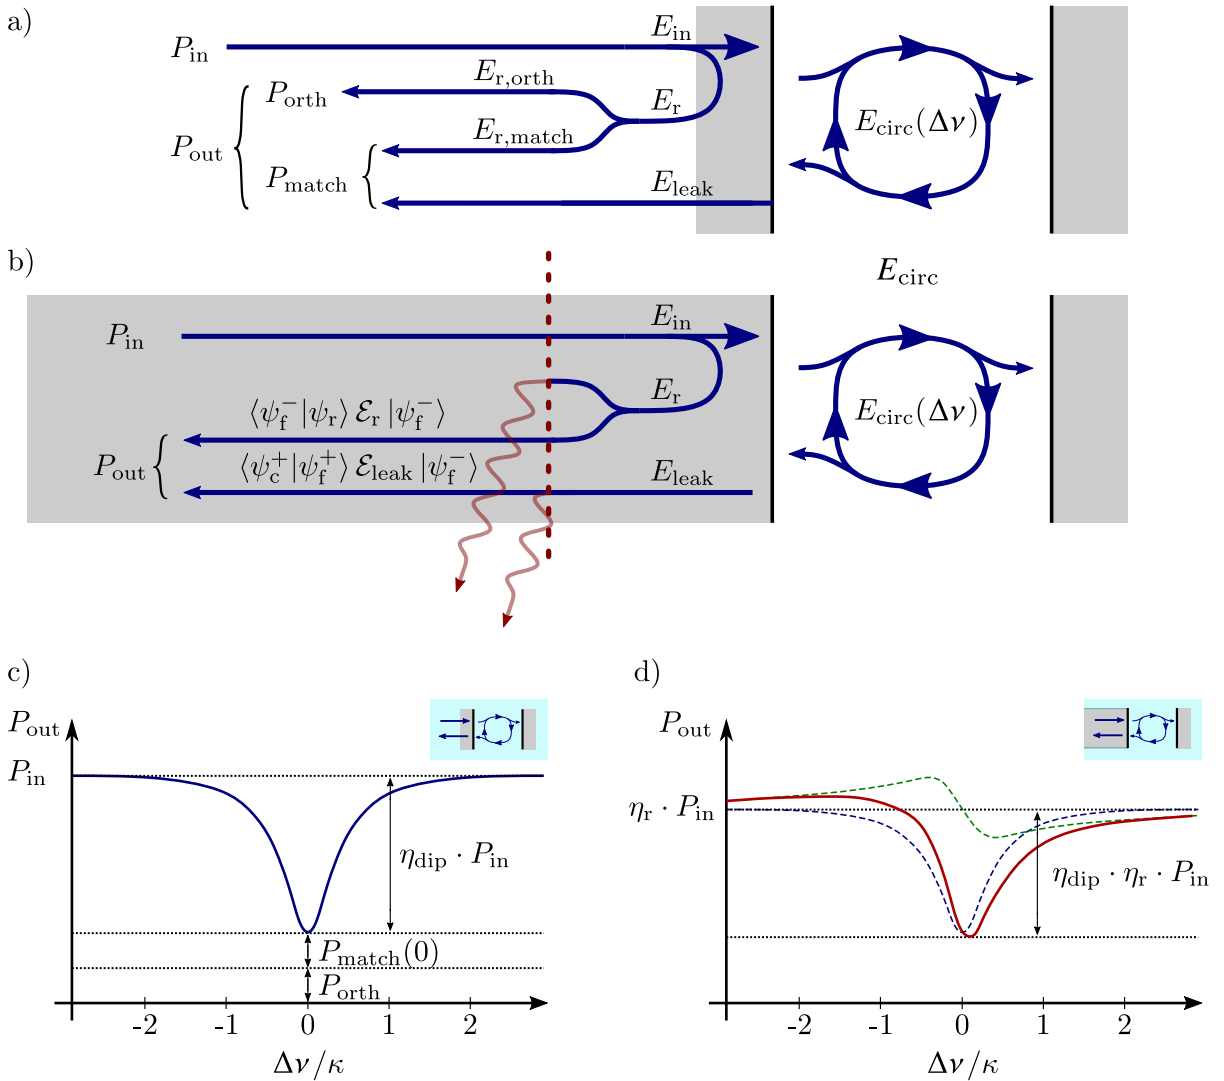 a)
P_in
E_in
E_r,orth
P_orth
E_r
P_out
E_r,match
P_match
E_circ(Δν)
E_leak
b)
E_circ
P_in
E_in
E_r
⟨ψ_f^-|ψ_r⟩ ℰ_r |ψ_f^-⟩
E_circ(Δν)
P_out
⟨ψ_c^+|ψ_f^+⟩ ℰ_leak |ψ_f^-⟩
E_leak
c)
P_out
P_in
η_dip · P_in
P_match(0)
P_orth
-2 -1 0 1 2
Δν/κ
d)
P_out
η_r · P_in
η_dip · η_r · P_in
-2 -1 0 1 2
Δν/κ